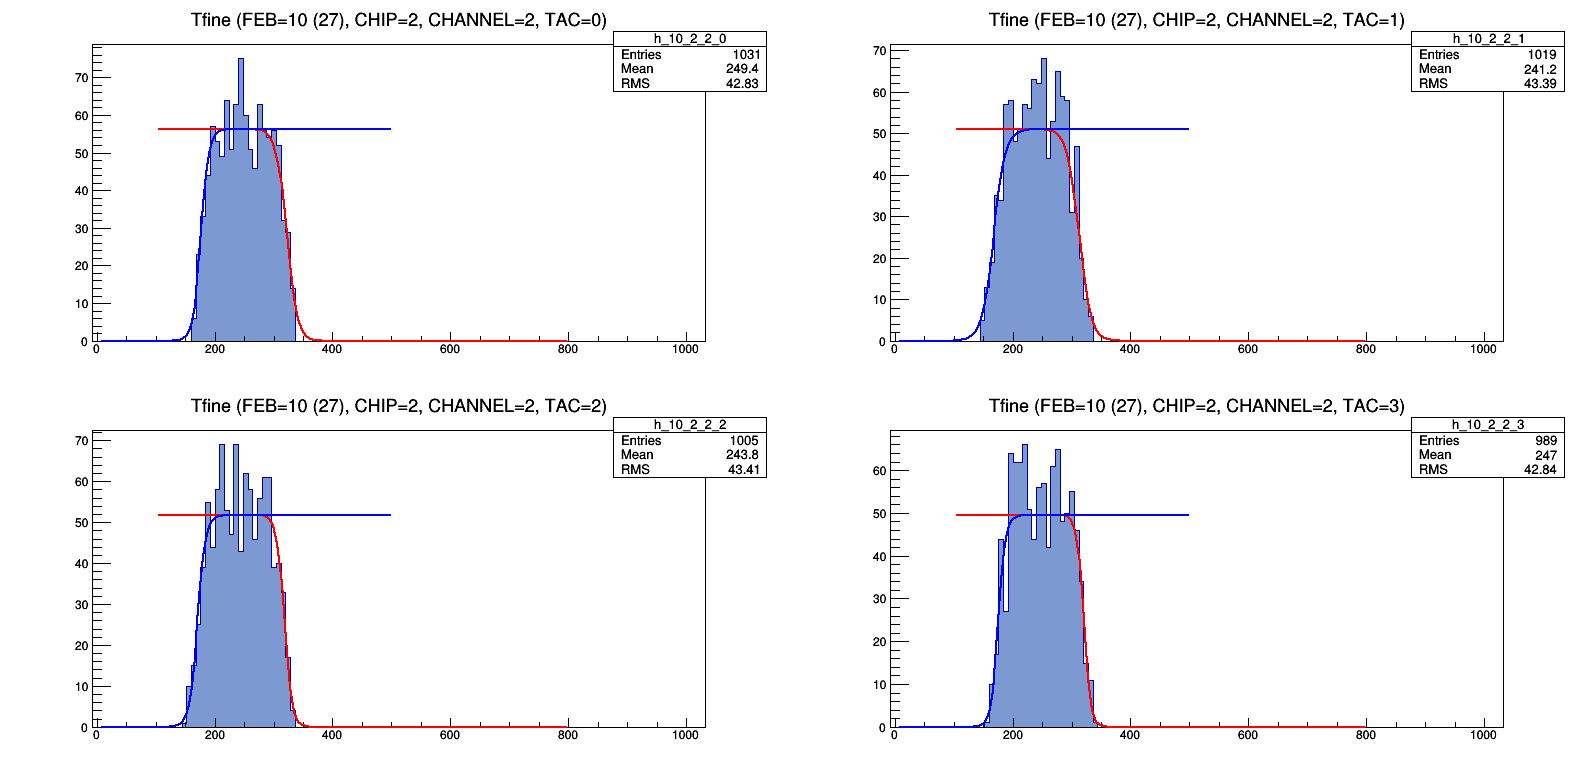 Tfine (FEB=10 (27), CHIP=2, CHANNEL=2, TAC=0)
h_10_2_2_0
Entries 1031
Mean 249.4
RMS 42.83
70
60
50
40
30
20
10
0
0 200 400 600 800 1000
Tfine (FEB=10 (27), CHIP=2, CHANNEL=2, TAC=1)
h_10_2_2_1
Entries 1019
Mean 241.2
RMS 43.39
70
60
50
40
30
20
10
0
0 200 400 600 800 1000
Tfine (FEB=10 (27), CHIP=2, CHANNEL=2, TAC=2)
h_10_2_2_2
Entries 1005
Mean 243.8
RMS 43.41
70
60
50
40
30
20
10
0
0 200 400 600 800 1000
Tfine (FEB=10 (27), CHIP=2, CHANNEL=2, TAC=3)
h_10_2_2_3
Entries 989
Mean 247
RMS 42.84
60
50
40
30
20
10
0
0 200 400 600 800 1000